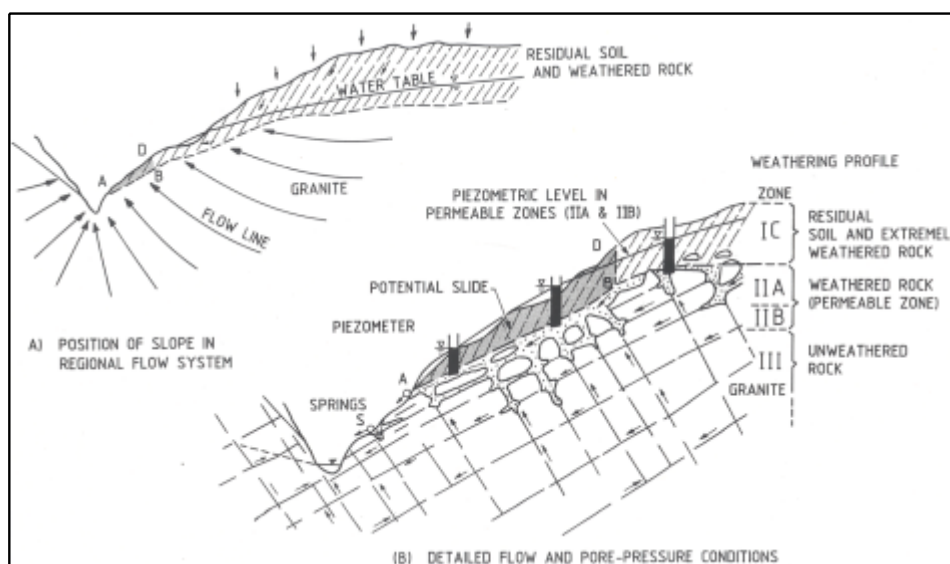 RESIDUAL SOIL
AND WEATHERED ROCK
WATER TABLE
D
A
B
GRANITE
FLOW LINE
A) POSITION OF SLOPE IN
REGIONAL FLOW SYSTEM
WEATHERING PROFILE
ZONE
PIEZOMETRIC LEVEL IN
PERMEABLE ZONES (IIA & IIB)
IC
RESIDUAL
SOIL AND EXTREMEL
WEATHERED ROCK
D
B
POTENTIAL SLIDE
IIA
WEATHERED ROCK
(PERMEABLE ZONE)
IIB
PIEZOMETER
III
UNWEATHERED
ROCK
GRANITE
A
SPRINGS
S
(B) DETAILED FLOW AND PORE-PRESSURE CONDITIONS